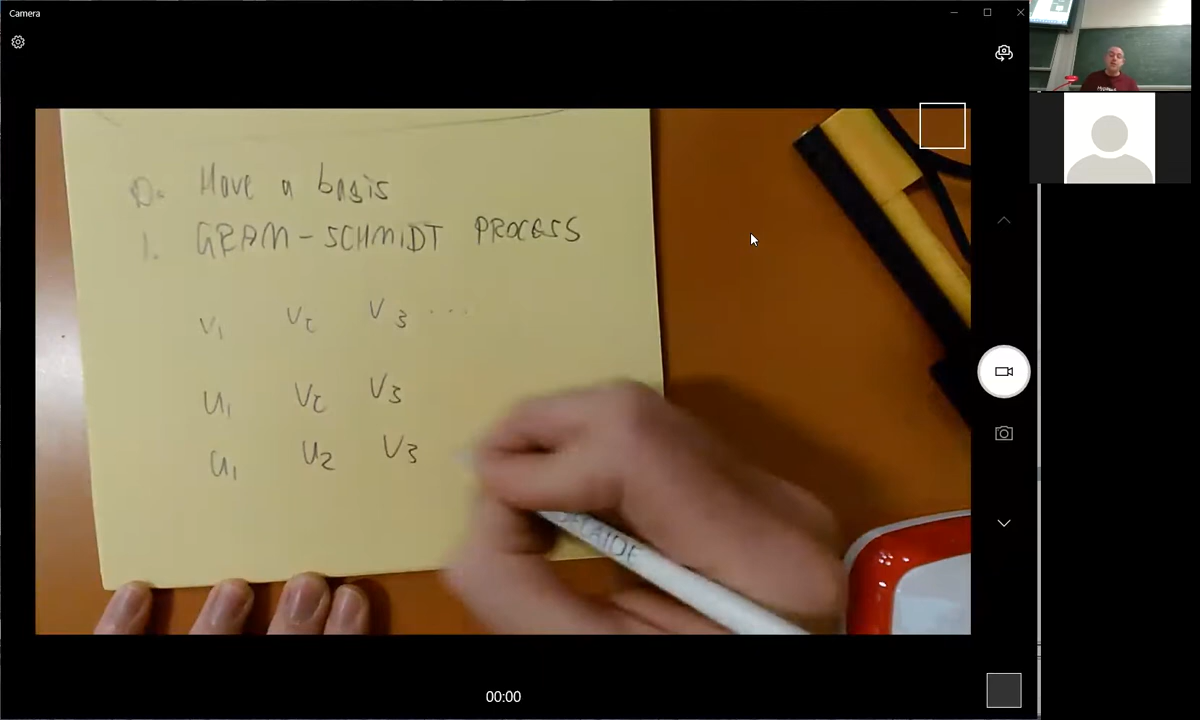 Camera
0. Have a basis
1. GRAM-SCHMIDT PROCESS
v1 v2 v3 ...
u1 v2 v3
u1 u2 v3
00:00